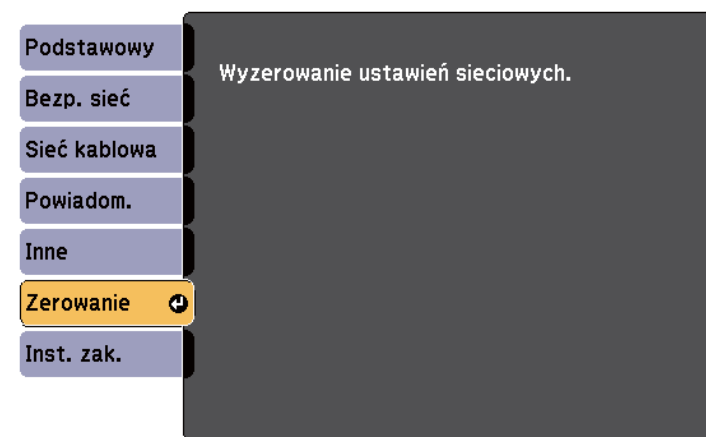 Podstawowy
Bezp. sieć
Sieć kablowa
Powiadom.
Inne
Zerowanie
Inst. zak.
Wyzerowanie ustawień sieciowych.